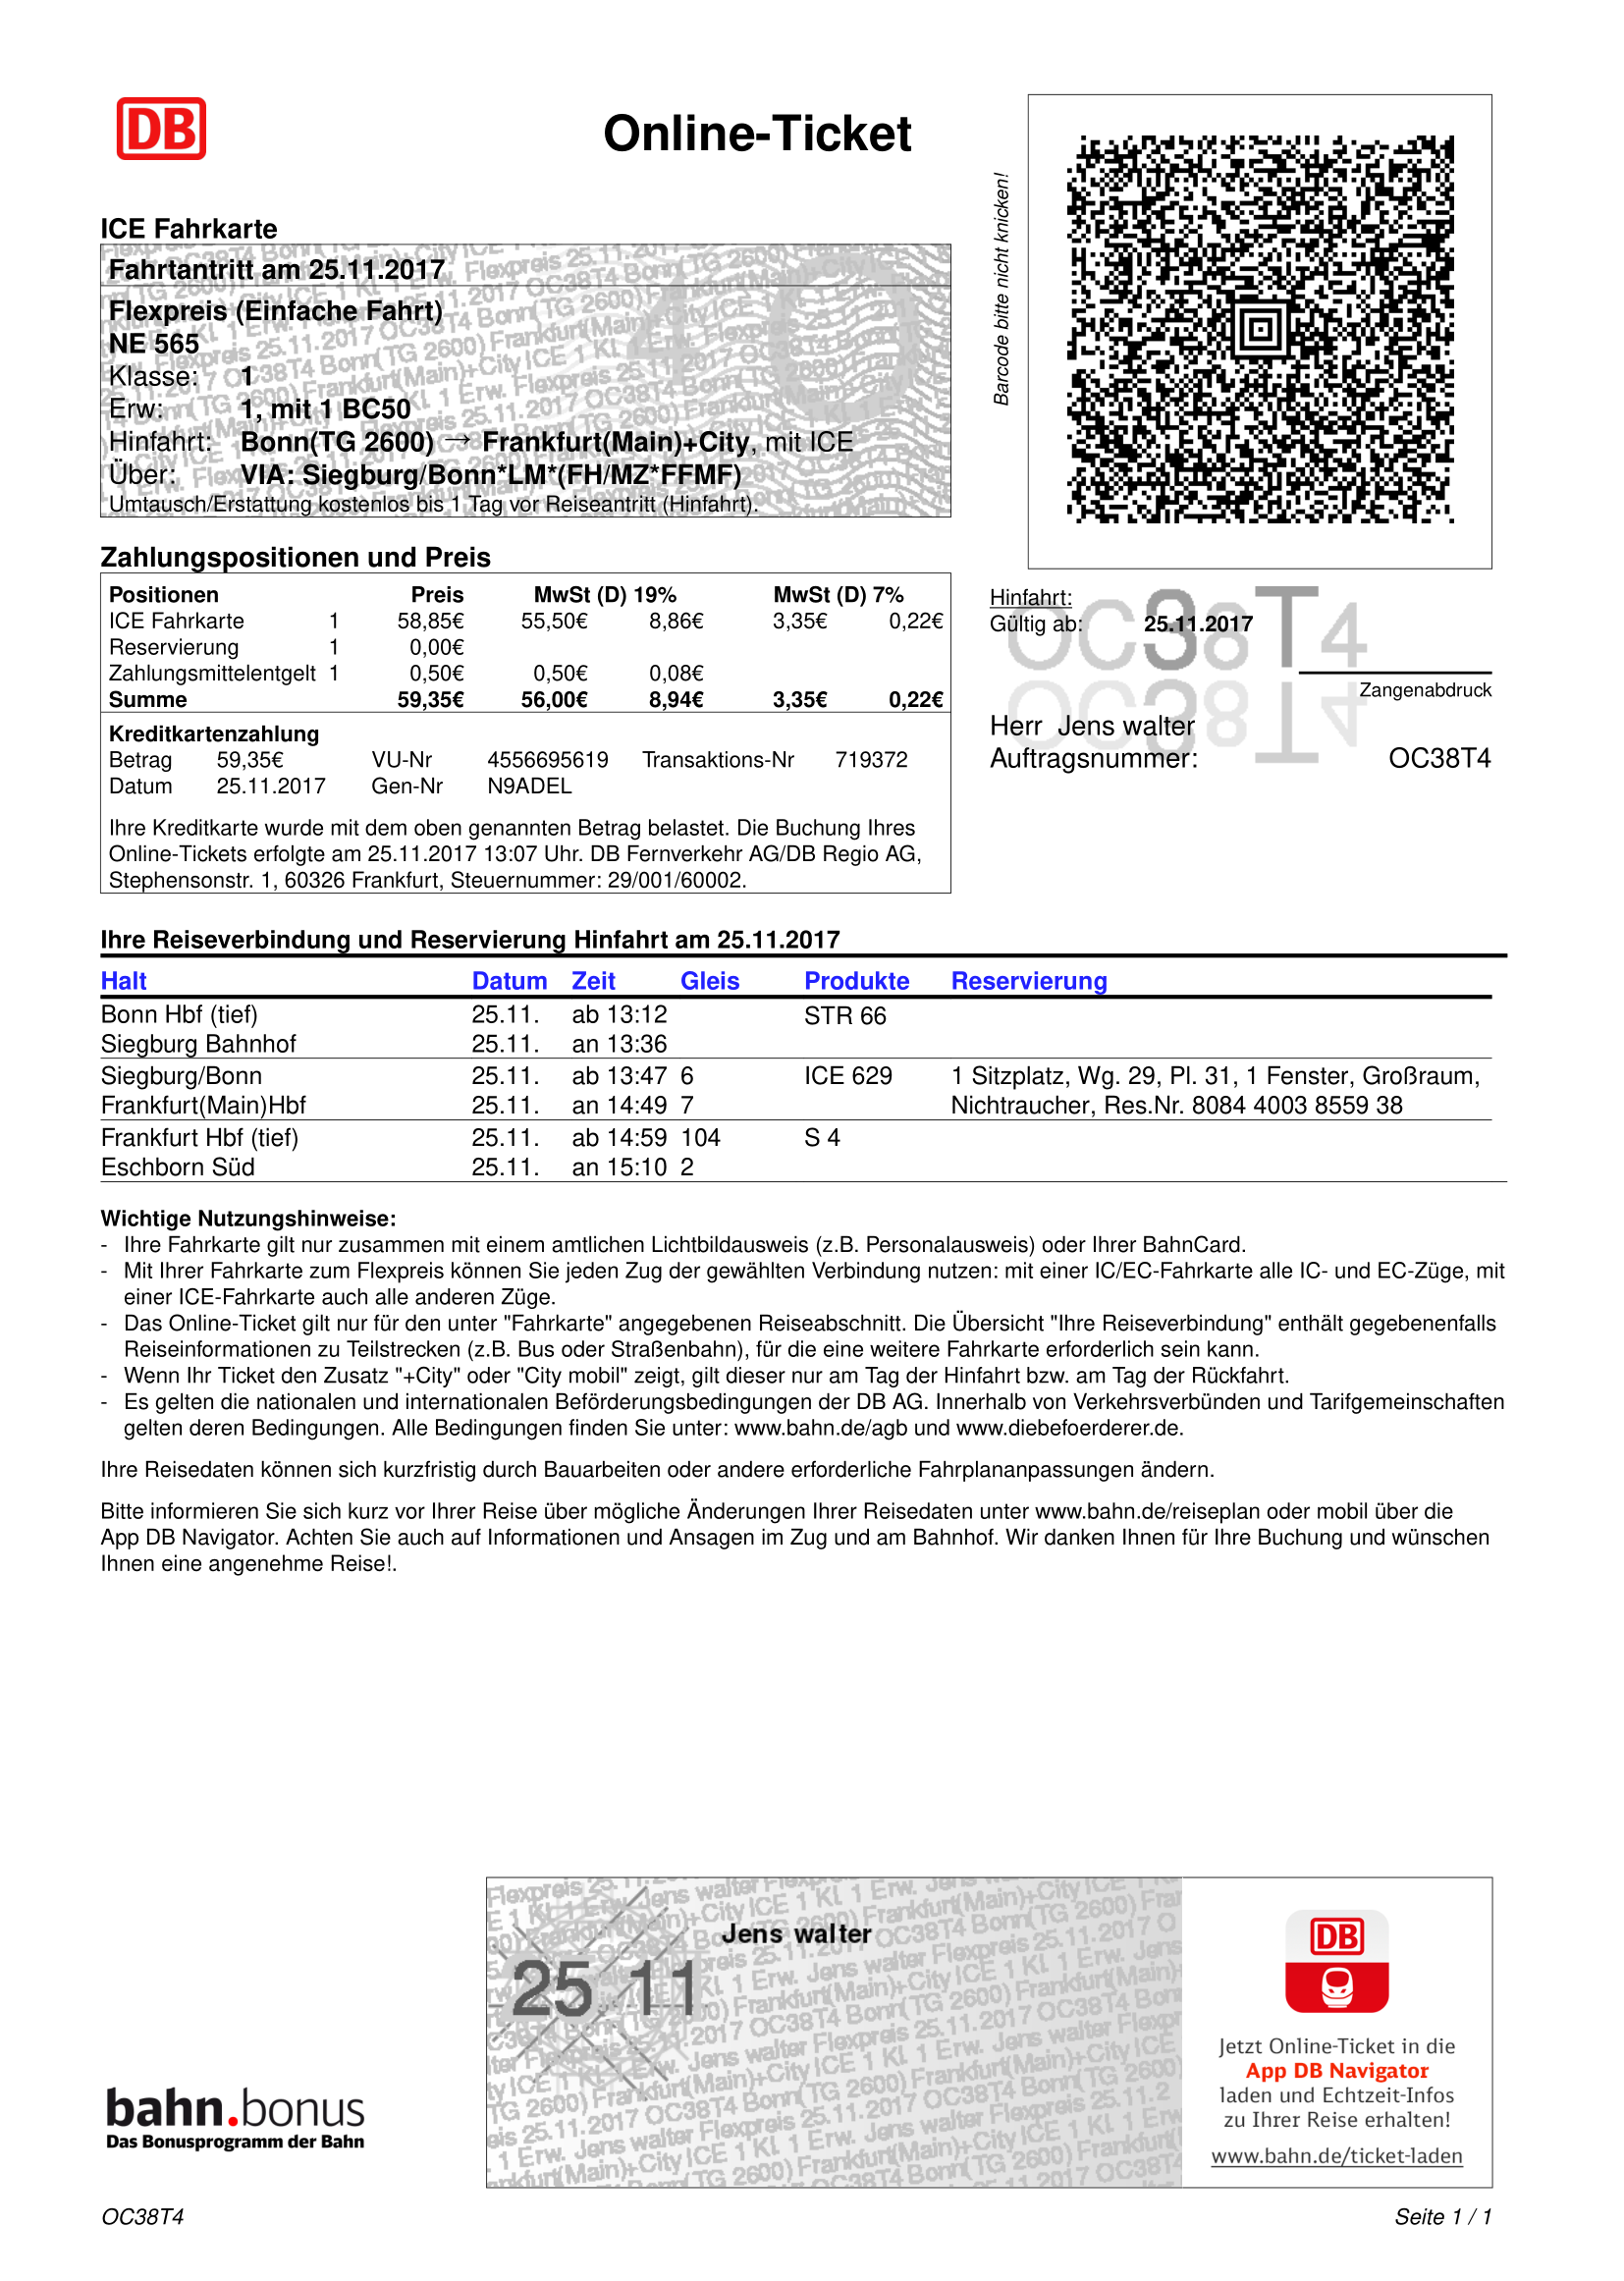 DB
Online-Ticket
Barcode bitte nicht knicken!
ICE Fahrkarte
Fahrtantritt am 25.11.2017
Flexpreis (Einfache Fahrt)
NE 565
Klasse: 1
Erw: 1, mit 1 BC50
Hinfahrt: Bonn(TG 2600) → Frankfurt(Main)+City, mit ICE
Über: VIA: Siegburg/Bonn*LM*(FH/MZ*FFMF)
Umtausch/Erstattung kostenlos bis 1 Tag vor Reiseantritt (Hinfahrt).
Zahlungspositionen und Preis
Positionen Preis MwSt (D) 19% MwSt (D) 7%
ICE Fahrkarte 1 58,85€ 55,50€ 8,86€ 3,35€ 0,22€
Reservierung 1 0,00€
Zahlungsmittelentgelt 1 0,50€ 0,50€ 0,08€
Summe 59,35€ 56,00€ 8,94€ 3,35€ 0,22€
Kreditkartenzahlung
Betrag 59,35€ VU-Nr 4556695619 Transaktions-Nr 719372
Datum 25.11.2017 Gen-Nr N9ADEL
Ihre Kreditkarte wurde mit dem oben genannten Betrag belastet. Die Buchung Ihres
Online-Tickets erfolgte am 25.11.2017 13:07 Uhr. DB Fernverkehr AG/DB Regio AG,
Stephensonstr. 1, 60326 Frankfurt, Steuernummer: 29/001/60002.
Hinfahrt:
Gültig ab: 25.11.2017
OC38T4
Zangenabdruck
Herr Jens walter
Auftragsnummer: OC38T4
Ihre Reiseverbindung und Reservierung Hinfahrt am 25.11.2017
Halt Datum Zeit Gleis Produkte Reservierung
Bonn Hbf (tief) 25.11. ab 13:12 STR 66
Siegburg Bahnhof 25.11. an 13:36
Siegburg/Bonn 25.11. ab 13:47 6 ICE 629 1 Sitzplatz, Wg. 29, Pl. 31, 1 Fenster, Großraum,
Frankfurt(Main)Hbf 25.11. an 14:49 7 Nichtraucher, Res.Nr. 8084 4003 8559 38
Frankfurt Hbf (tief) 25.11. ab 14:59 104 S 4
Eschborn Süd 25.11. an 15:10 2
Wichtige Nutzungshinweise:
- Ihre Fahrkarte gilt nur zusammen mit einem amtlichen Lichtbildausweis (z.B. Personalausweis) oder Ihrer BahnCard.
- Mit Ihrer Fahrkarte zum Flexpreis können Sie jeden Zug der gewählten Verbindung nutzen: mit einer IC/EC-Fahrkarte alle IC- und EC-Züge, mit
einer ICE-Fahrkarte auch alle anderen Züge.
- Das Online-Ticket gilt nur für den unter "Fahrkarte" angegebenen Reiseabschnitt. Die Übersicht "Ihre Reiseverbindung" enthält gegebenenfalls
Reiseinformationen zu Teilstrecken (z.B. Bus oder Straßenbahn), für die eine weitere Fahrkarte erforderlich sein kann.
- Wenn Ihr Ticket den Zusatz "+City" oder "City mobil" zeigt, gilt dieser nur am Tag der Hinfahrt bzw. am Tag der Rückfahrt.
- Es gelten die nationalen und internationalen Beförderungsbedingungen der DB AG. Innerhalb von Verkehrsverbünden und Tarifgemeinschaften
gelten deren Bedingungen. Alle Bedingungen finden Sie unter: www.bahn.de/agb und www.diebefoerderer.de.
Ihre Reisedaten können sich kurzfristig durch Bauarbeiten oder andere erforderliche Fahrplananpassungen ändern.
Bitte informieren Sie sich kurz vor Ihrer Reise über mögliche Änderungen Ihrer Reisedaten unter www.bahn.de/reiseplan oder mobil über die
App DB Navigator. Achten Sie auch auf Informationen und Ansagen im Zug und am Bahnhof. Wir danken Ihnen für Ihre Buchung und wünschen
Ihnen eine angenehme Reise!.
Jens walter
25 11
DB
Jetzt Online-Ticket in die
App DB Navigator
laden und Echtzeit-Infos
zu Ihrer Reise erhalten!
www.bahn.de/ticket-laden
bahn.bonus
Das Bonusprogramm der Bahn
OC38T4
Seite 1 / 1